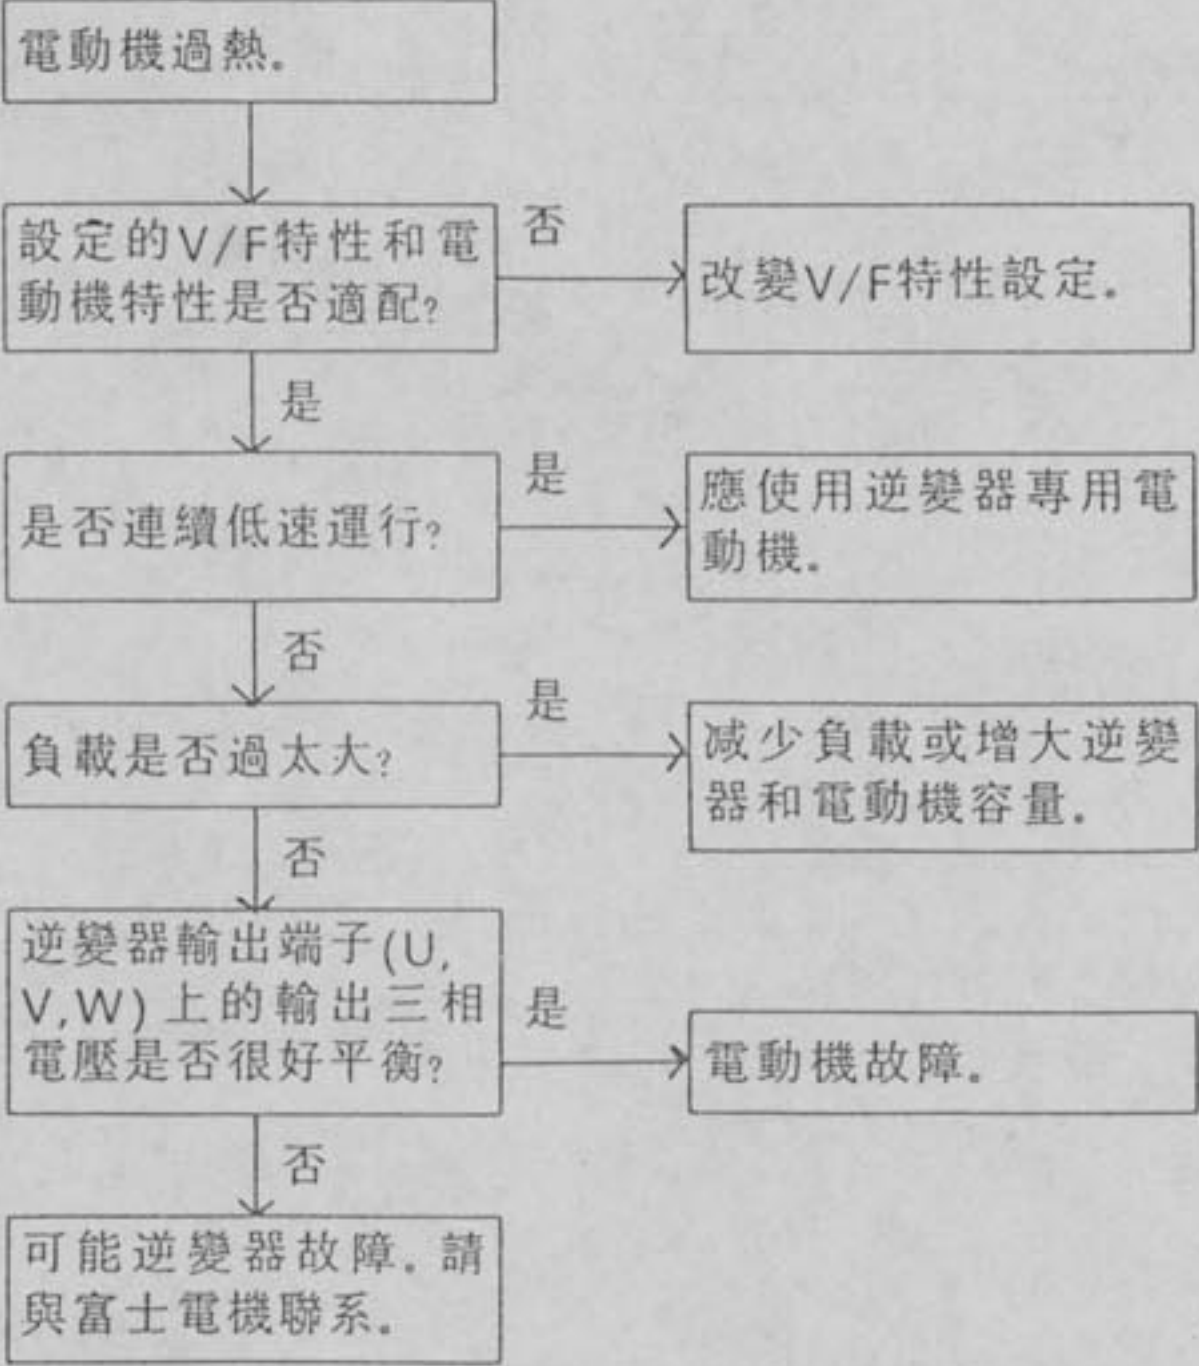 電動機過熱。
設定的V/F特性和電
動機特性是否適配?
否
改變V/F特性設定。
是
是否連續低速運行?
是
應使用逆變器專用電
動機。
否
負載是否過太大?
是
减少負載或增大逆變
器和電動機容量。
否
逆變器輸出端子(U,
V,W)上的輸出三相
電壓是否很好平衡?
是
電動機故障。
否
可能逆變器故障。請
與富士電機聯系。